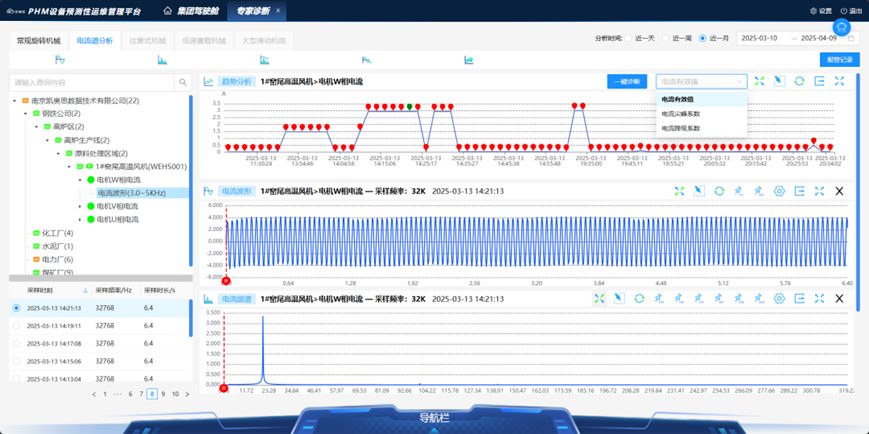 PHM设备预测性运维管理平台
集团驾驶舱
专家诊断
设置
退出
常规旋转机械
电流谱分析
往复式机械
低速重载机械
大型滑动机组
分析时间:
近一天
近一周
近一月
2025-03-10
2025-04-09
报警记录
请输入查询内容
南京凯奥思数据技术有限公司(22)
钢铁公司(2)
高炉区(2)
高炉生产线(2)
原料处理区域(2)
1#窑尾高温风机(WEHS001)
电机W相电流
电流波形(3.0~5KHz)
电机V相电流
电机U相电流
化工厂(4)
水泥厂(1)
电力厂(6)
煤矿厂(9)
采样时刻 采样频率/Hz 采样时长/s
2025-03-13 14:21:13 32768 6.4
2025-03-13 14:19:11 32768 6.4
2025-03-13 14:17:08 32768 6.4
2025-03-13 14:15:06 32768 6.4
2025-03-13 14:13:04 32768 6.4
1 ··· 6 7 8 9 10
趋势分析
1#窑尾高温风机>电机W相电流
一键诊断
电流有效值
电流有效值
电流尖峰系数
电流降级系数
A
3.5
3
2.5
2
1.5
1
0.5
0
2025-03-13 11:30:24
2025-03-13 13:54:46
2025-03-13 14:04:56
2025-03-13 14:15:06
2025-03-13 14:25:17
2025-03-13 14:35:27
2025-03-13 14:45:38
2025-03-13 14:55:48
2025-03-13 19:35:01
2025-03-13 19:45:11
2025-03-13 19:55:21
2025-03-13 20:05:32
2025-03-13 20:15:42
2025-03-13 20:34:02
电流波形
1#窑尾高温风机>电机W相电流 — 采样频率: 32K 2025-03-13 14:21:13
6.000
4.000
2.000
0.000
-2.000
-4.000
-6.000
0.64 1.28 1.92 2.56 3.20 3.84 4.48 5.12 5.76 6.40
电流频谱
1#窑尾高温风机>电机W相电流 — 采样频率: 32K 2025-03-13 14:21:13
3.500
3.000
2.500
2.000
1.500
1.000
0.500
0.000
11.72 23.28 34.84 46.41 57.97 69.53 81.09 92.66 104.22 115.78 127.34 138.91 150.47 162.03 173.59 185.16 196.72 208.28 219.84 231.41 242.97 254.53 266.09 277.66 289.22 300.78 319.22
导航栏